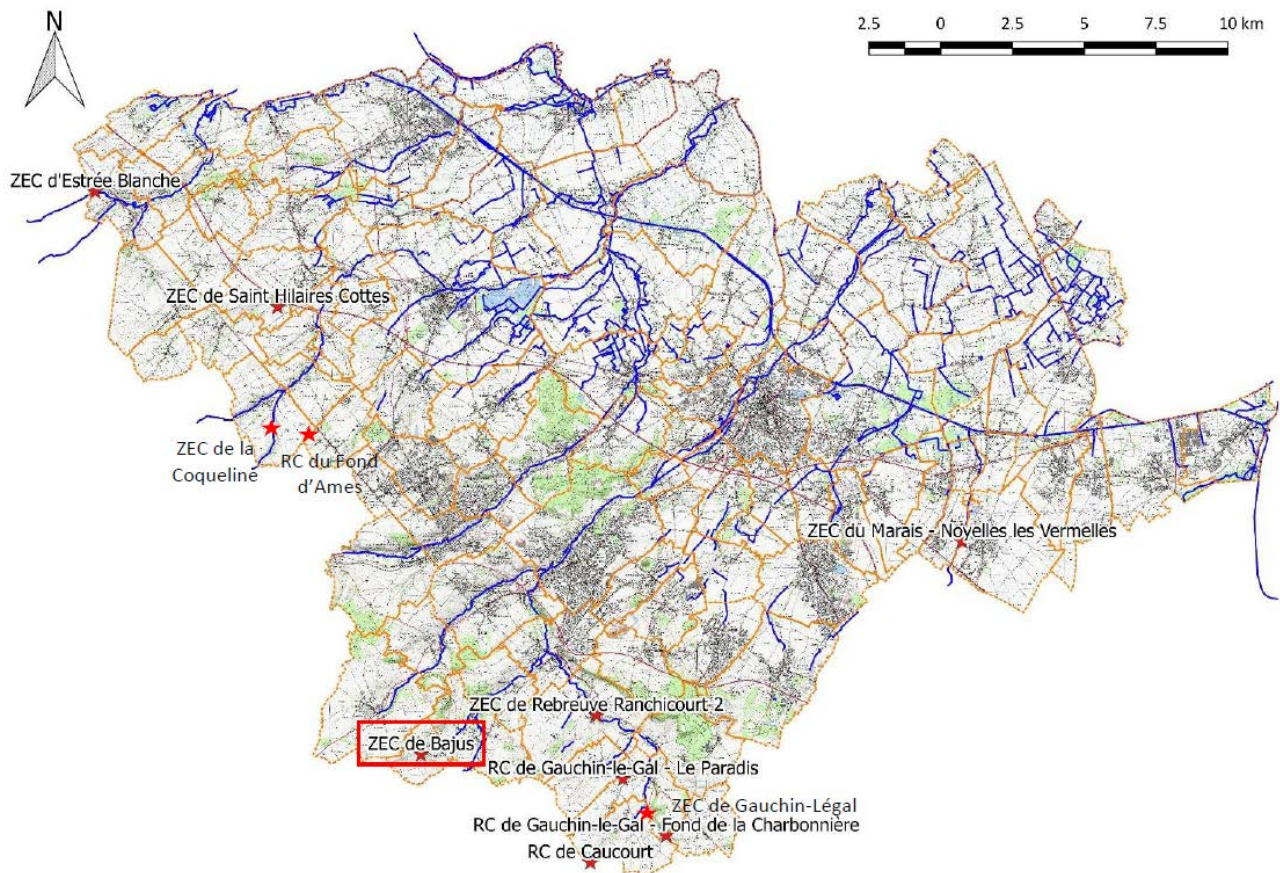 N
2.5 0 2.5 5 7.5 10 km
ZEC d'Estrée Blanche
ZEC de Saint Hilaires Cottes
ZEC de la
Coqueline
RC du Fond
d'Ames
ZEC du Marais - Noyelles les Vermelles
ZEC de Rebreuve Ranchicourt 2
ZEC de Bajus
RC de Gauchin-le-Gal - Le Paradis
ZEC de Gauchin-Légal
RC de Gauchin-le-Gal - Fond de la Charbonnière
RC de Caucourt